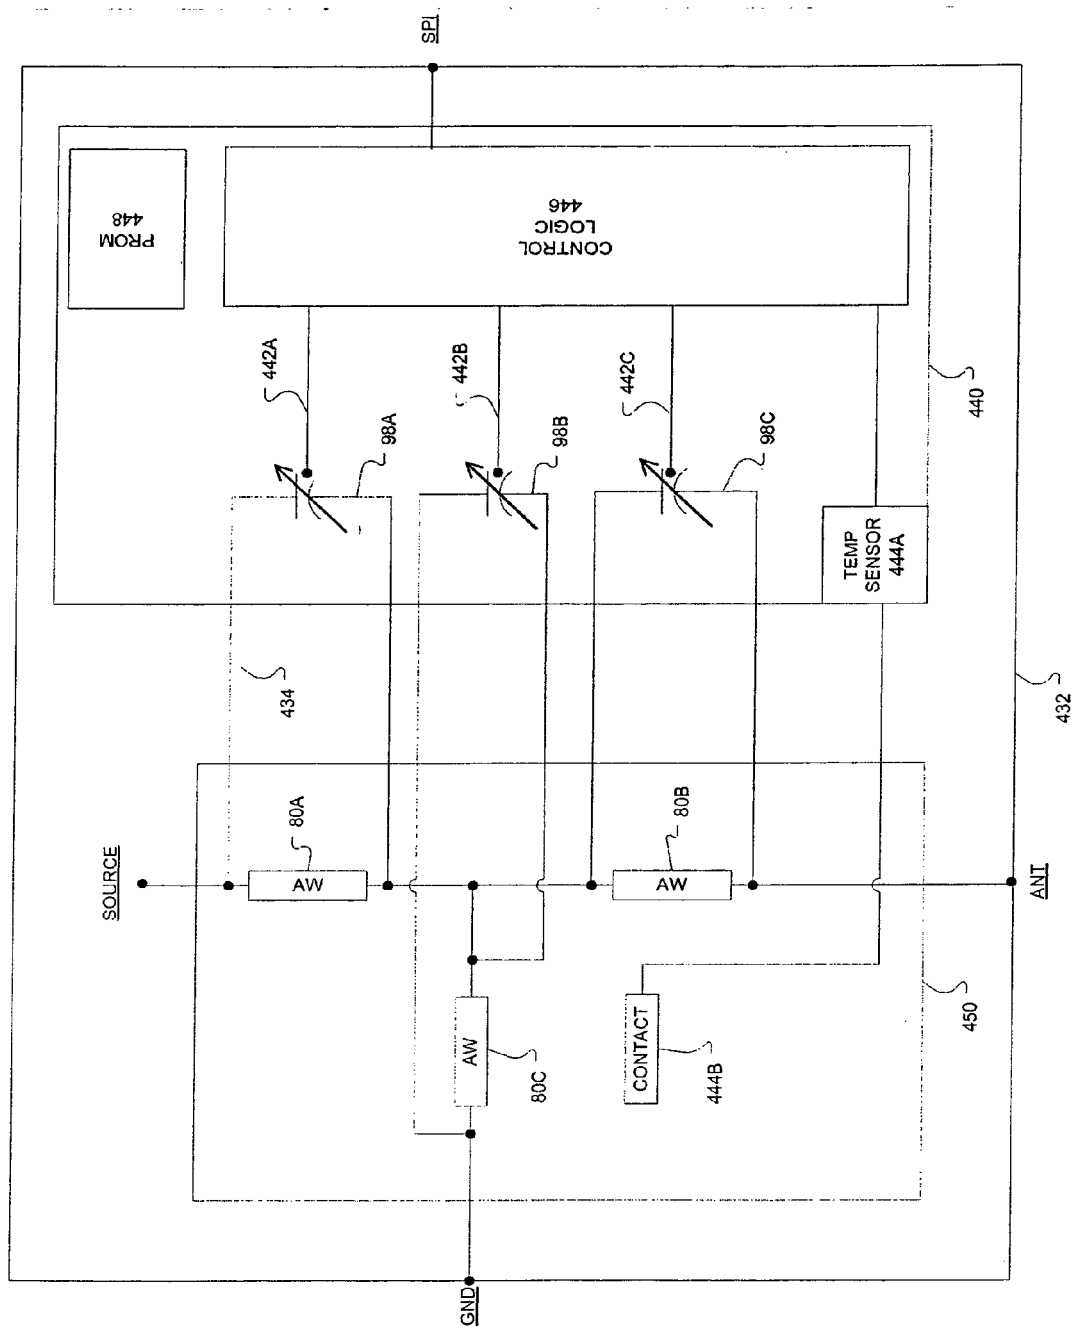 SPI
PROM
448
CONTROL
LOGIC
446
442A
442B
442C
440
98A
98B
98C
TEMP
SENSOR
444A
434
432
SOURCE
80A
AW
80B
AW
ANT
AW
80C
CONTACT
444B
450
GND